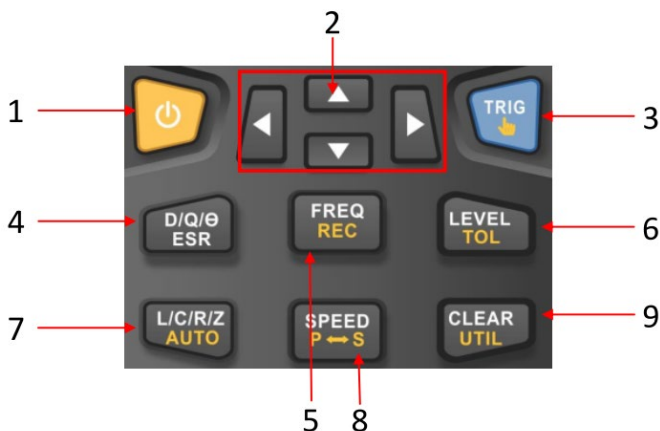 2
1
TRIG
3
4
D/Q/Θ
ESR
FREQ
REC
LEVEL
TOL
6
7
L/C/R/Z
AUTO
SPEED
P ⟷ S
CLEAR
UTIL
9
5
8